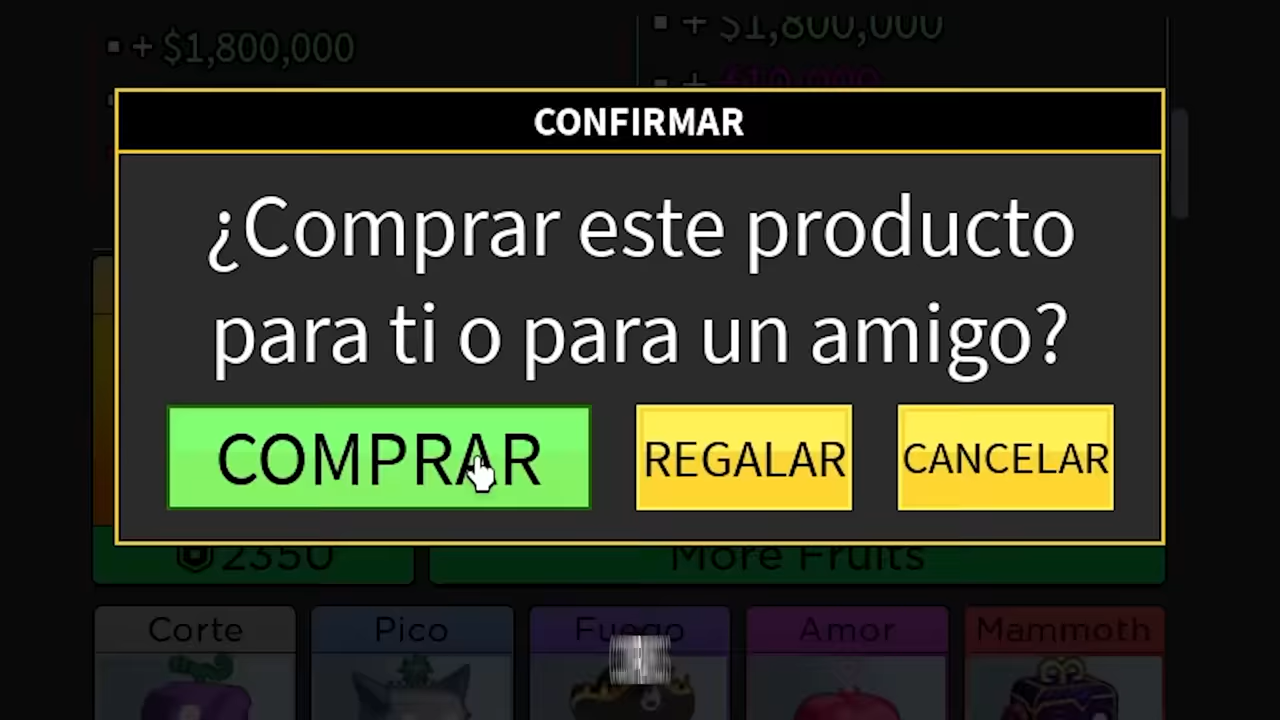 + $1,800,000
+ $1,800,000
CONFIRMAR
¿Comprar este producto
para ti o para un amigo?
COMPRAR
REGALAR
CANCELAR
2350
More Fruits
Corte
Pico
Fuego
Amor
Mammoth